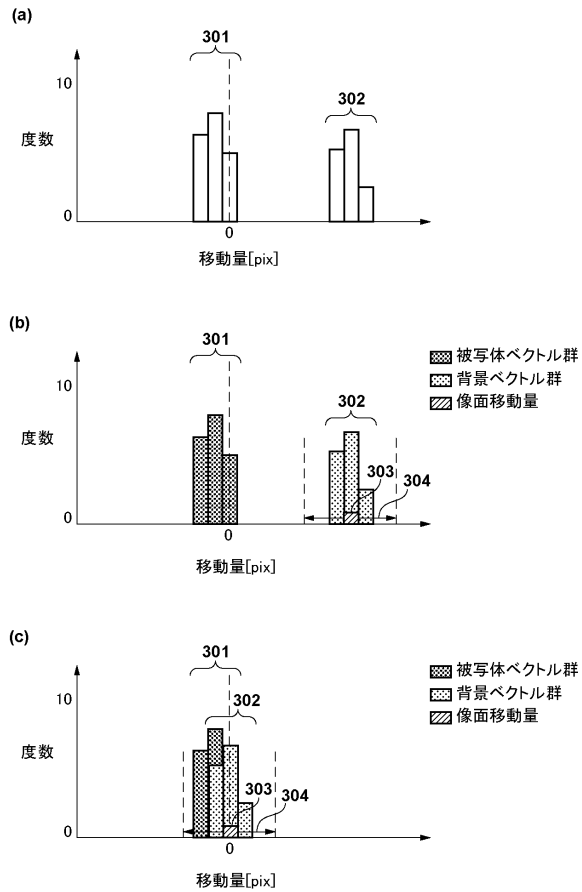 (a)
301
302
10
度数
0
0
移動量[pix]
(b)
301
被写体ベクトル群
背景ベクトル群
像面移動量
302
10
度数
303
304
0
0
移動量[pix]
(c)
301
被写体ベクトル群
背景ベクトル群
像面移動量
302
10
度数
303
304
0
0
移動量[pix]